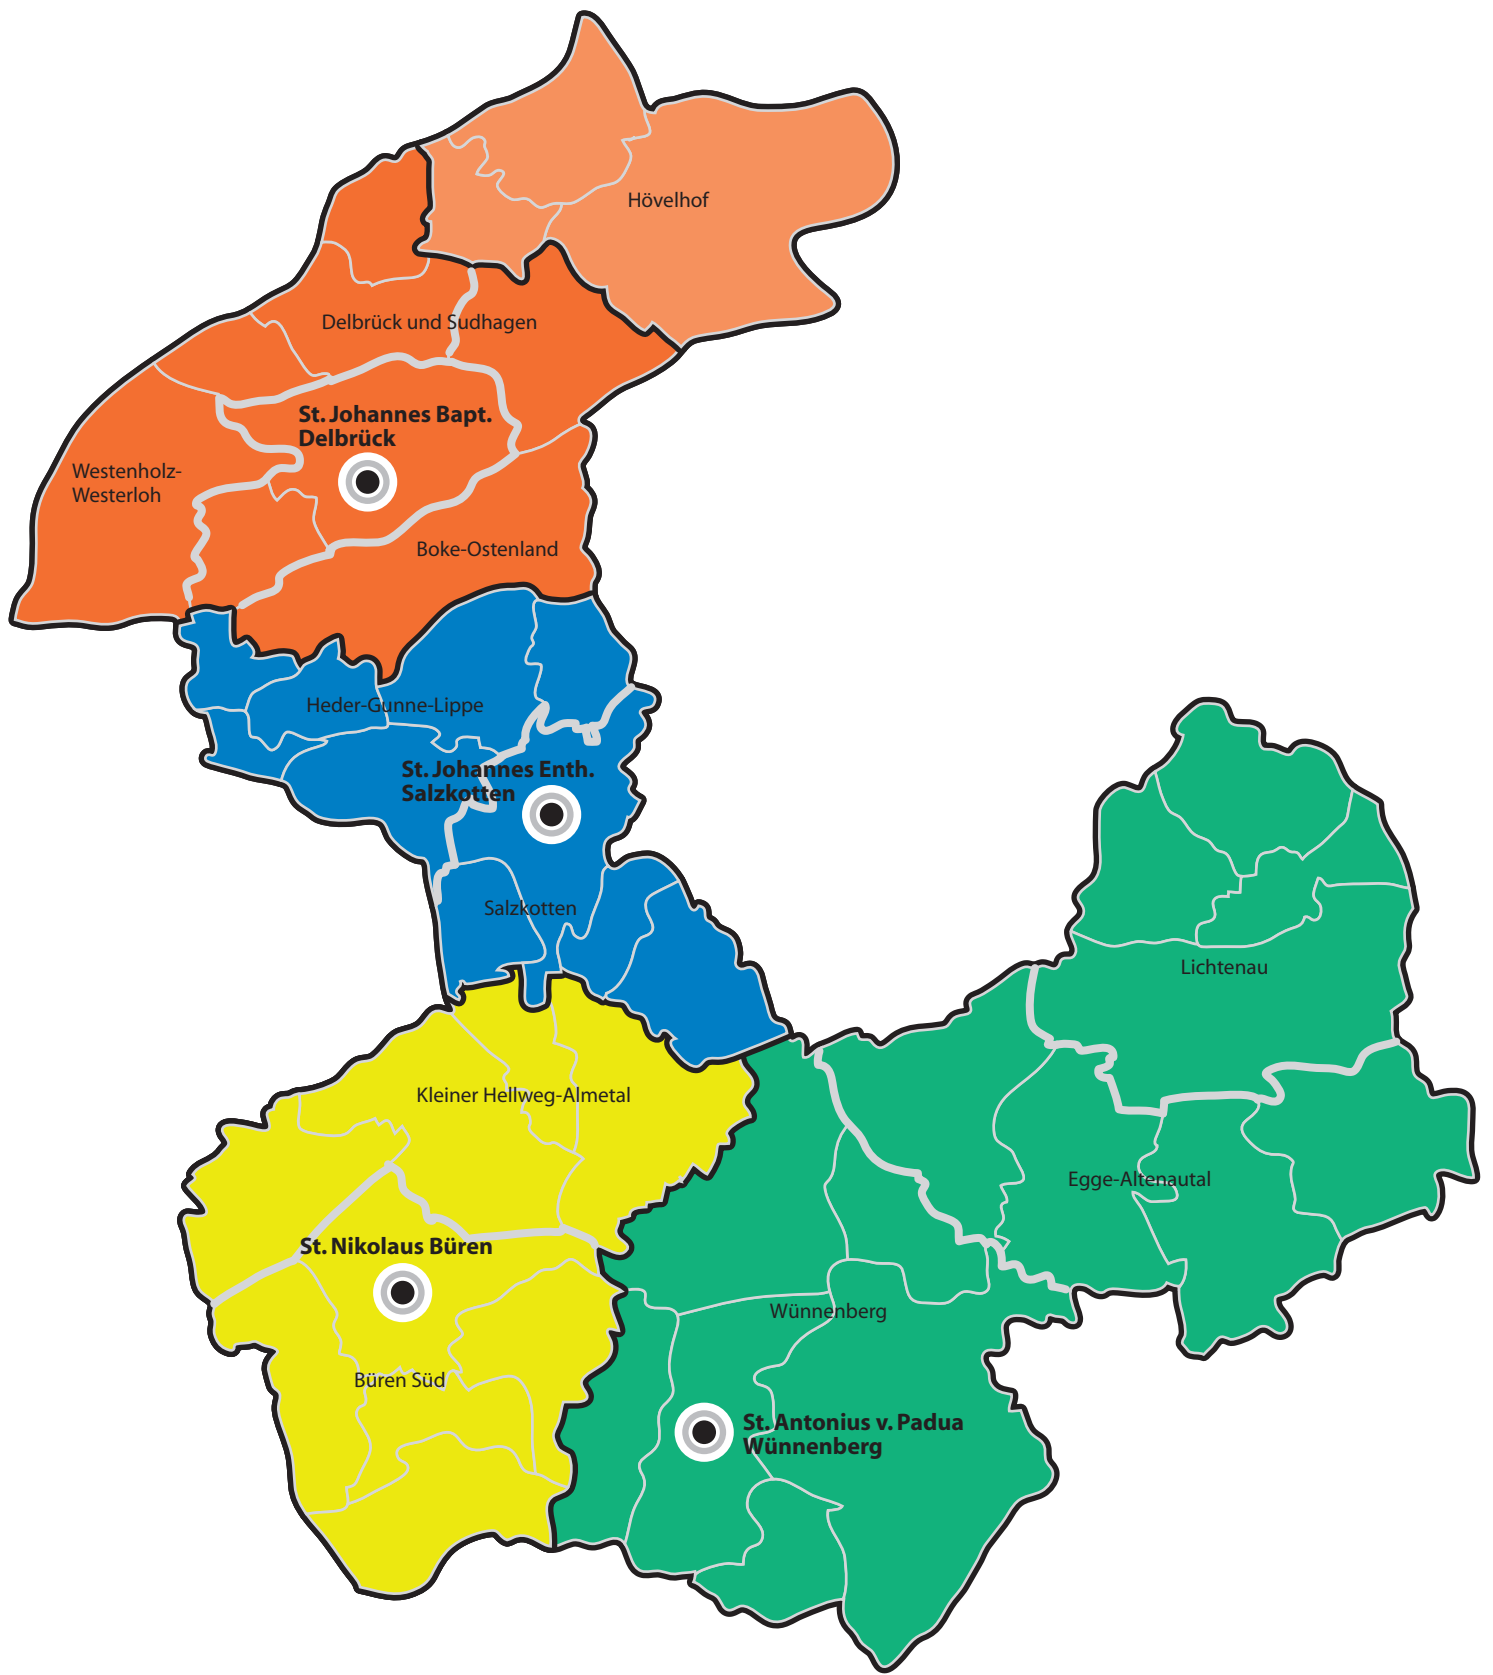 Hövelhof
Delbrück und Sudhagen
St. Johannes Bapt.
Delbrück
Westenholz-
Westerloh
Boke-Ostenland
Heder-Gunne-Lippe
St. Johannes Enth.
Salzkotten
Salzkotten
Lichtenau
Kleiner Hellweg-Almetal
Egge-Altenautal
St. Nikolaus Büren
Wünnenberg
Büren Süd
St. Antonius v. Padua
Wünnenberg